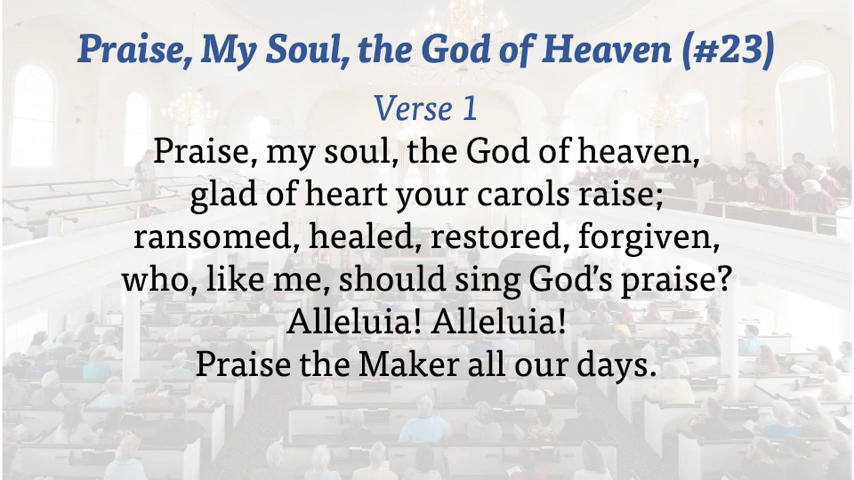 Praise, My Soul, the God of Heaven (#23)
Verse 1
Praise, my soul, the God of heaven,
glad of heart your carols raise;
ransomed, healed, restored, forgiven,
who, like me, should sing God’s praise?
Alleluia! Alleluia!
Praise the Maker all our days.